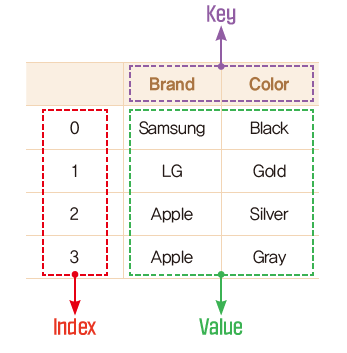 Key
Brand Color
0 Samsung Black
1 LG Gold
2 Apple Silver
3 Apple Gray
Index Value